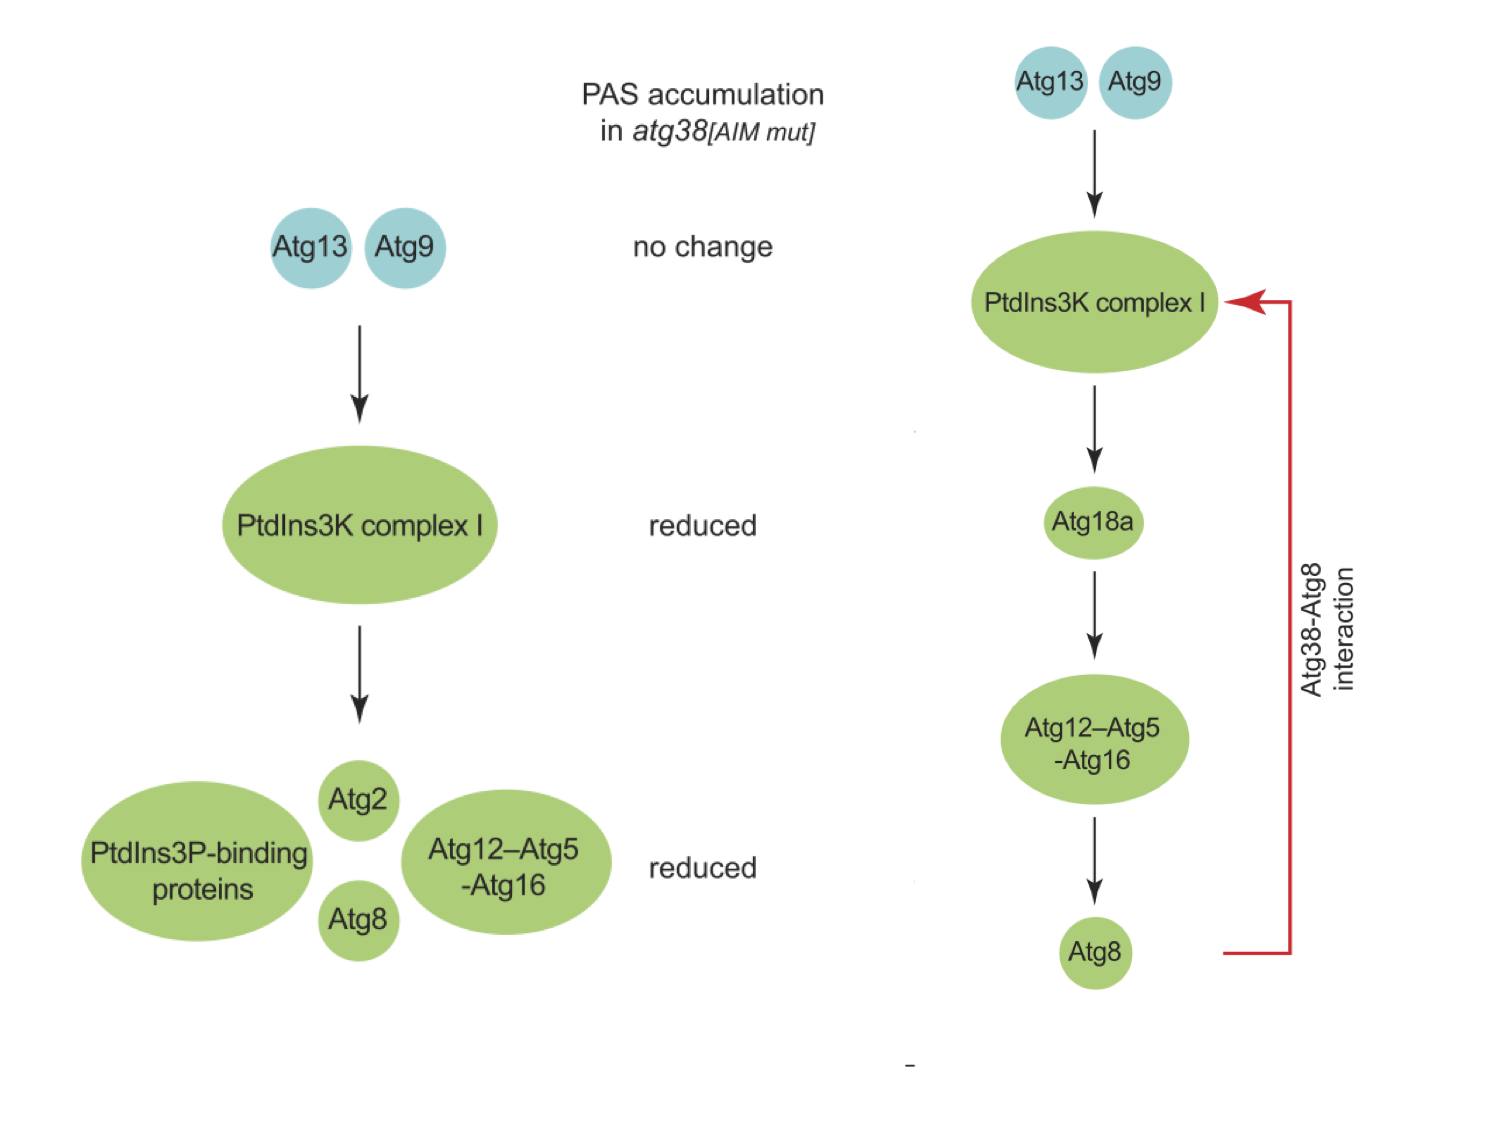 PAS accumulation
in atg38[AIM mut]
Atg13
Atg9
no change
PtdIns3K complex I
reduced
Atg2
PtdIns3P-binding
proteins
Atg12–Atg5
-Atg16
Atg8
reduced
Atg13
Atg9
PtdIns3K complex I
Atg18a
Atg12–Atg5
-Atg16
Atg8
Atg38-Atg8
interaction